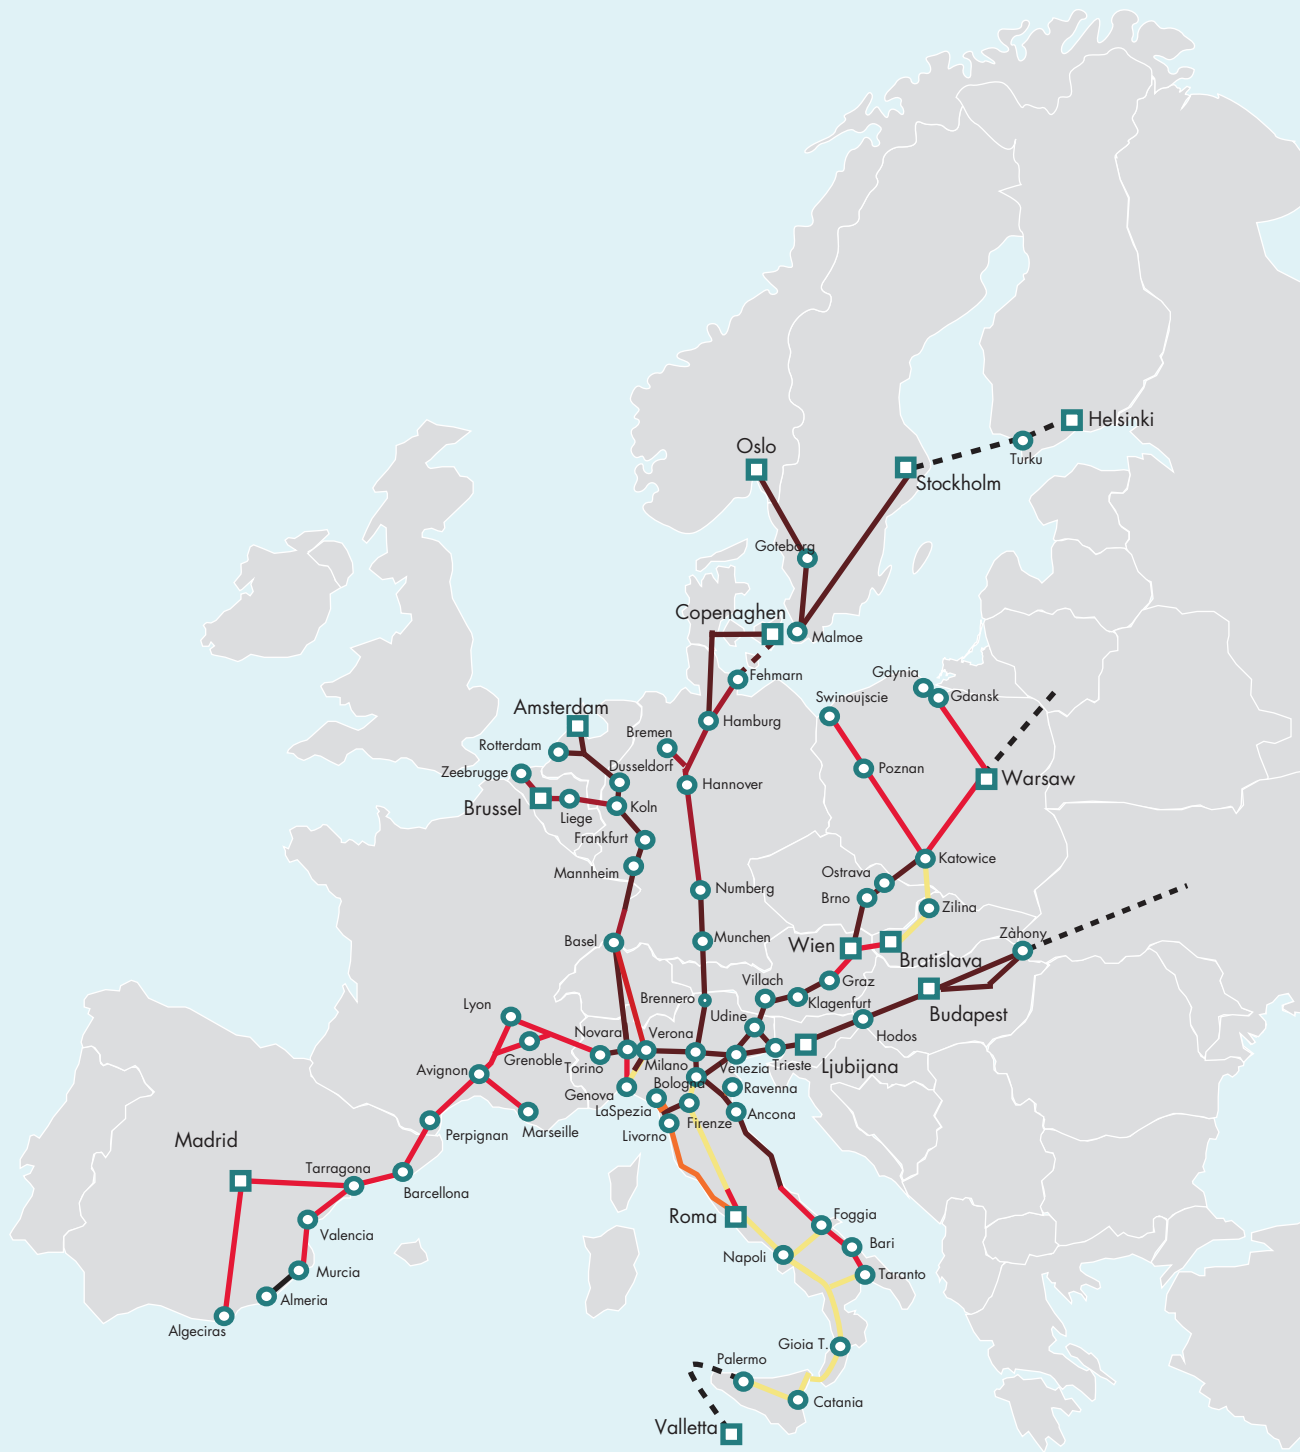 Helsinki
Oslo
Turku
Stockholm
Goteborg
Copenaghen
Malmoe
Gdynia
Fehmarn
Swinoujscie
Gdansk
Amsterdam
Hamburg
Bremen
Rotterdam
Dusseldorf
Poznan
Zeebrugge
Warsaw
Hannover
Brussel
Koln
Liege
Frankfurt
Katowice
Mannheim
Ostrava
Numberg
Brno
Zilina
Zàhony
Basel
Munchen
Wien
Bratislava
Villach
Graz
Brennero
Klagenfurt
Lyon
Budapest
Udine
Novara
Verona
Hodos
Grenoble
Torino
Milano
Venezia
Trieste
Ljubijana
Avignon
Bologna
Ravenna
Genova
LaSpezia
Ancona
Firenze
Perpignan
Marseille
Livorno
Madrid
Tarragona
Barcellona
Roma
Foggia
Valencia
Bari
Napoli
Murcia
Taranto
Almeria
Algeciras
Gioia T.
Palermo
Catania
Valletta